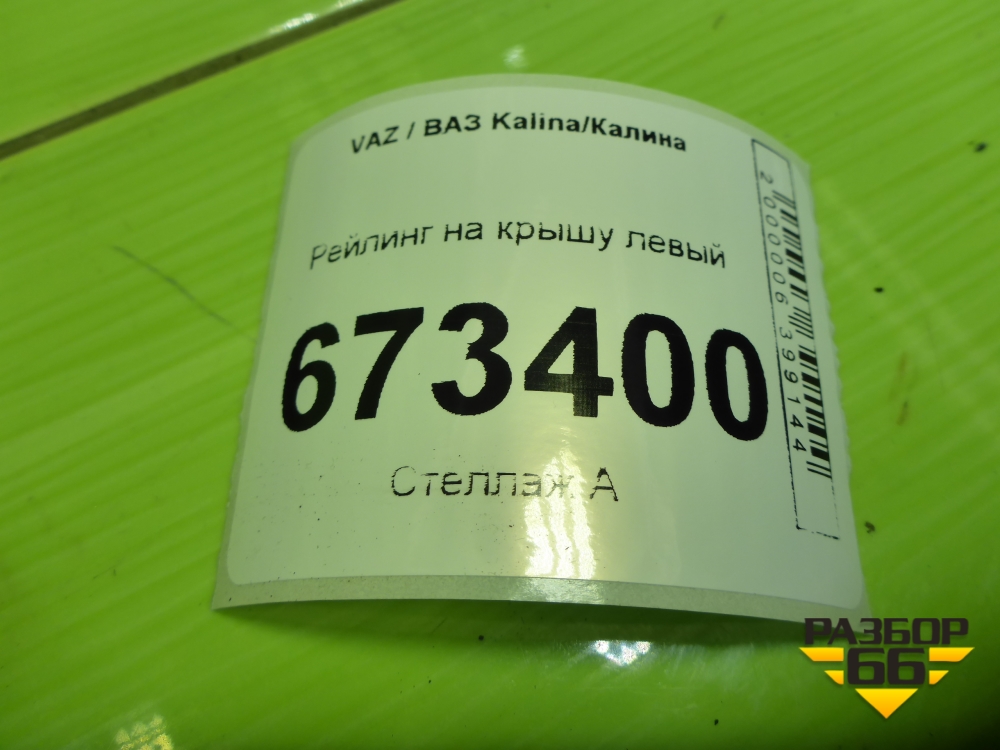 VAZ / ВАЗ Kalina/Калина
Рейлинг на крышу левый
673400
Стеллаж А
2000006399144
РАЗБОР
66